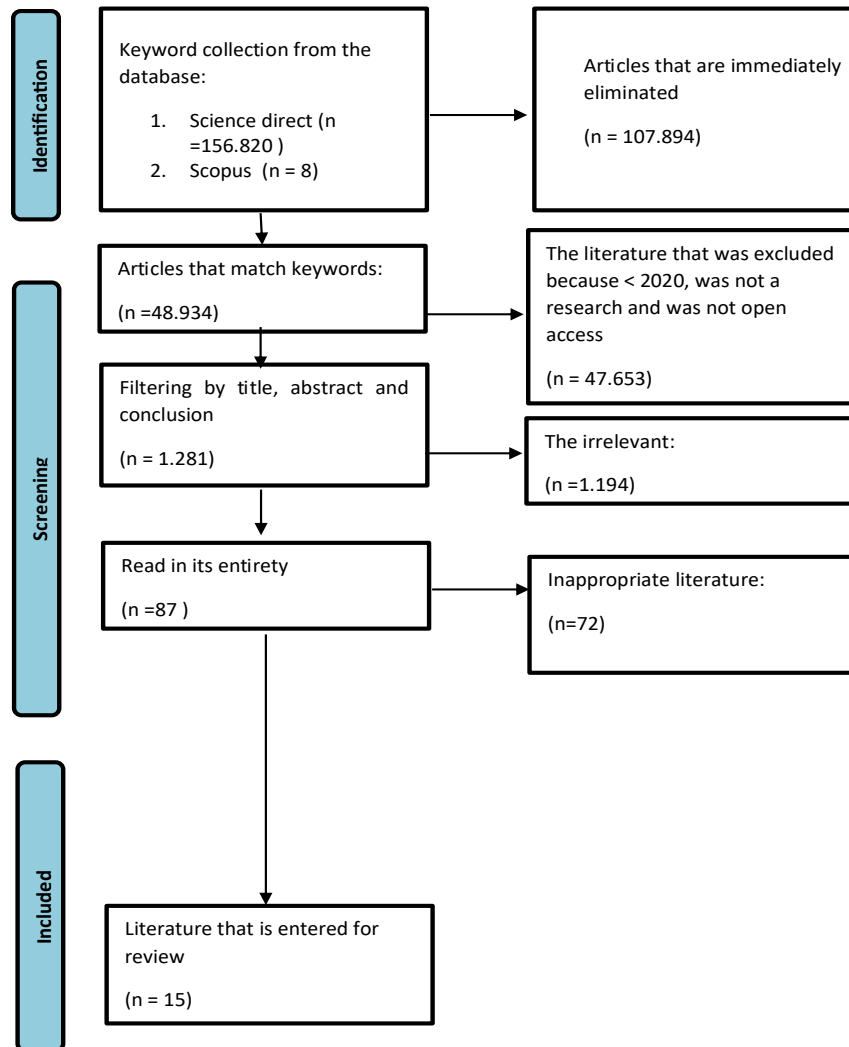 Identification
Keyword collection from the
database:
1. Science direct (n
=156.820 )
2. Scopus (n = 8)
Articles that are immediately
eliminated
(n = 107.894)
Screening
Articles that match keywords:
(n =48.934)
The literature that was excluded
because < 2020, was not a
research and was not open
access
(n = 47.653)
Filtering by title, abstract and
conclusion
(n = 1.281)
The irrelevant:
(n =1.194)
Read in its entirety
(n =87 )
Inappropriate literature:
(n=72)
Included
Literature that is entered for
review
(n = 15)